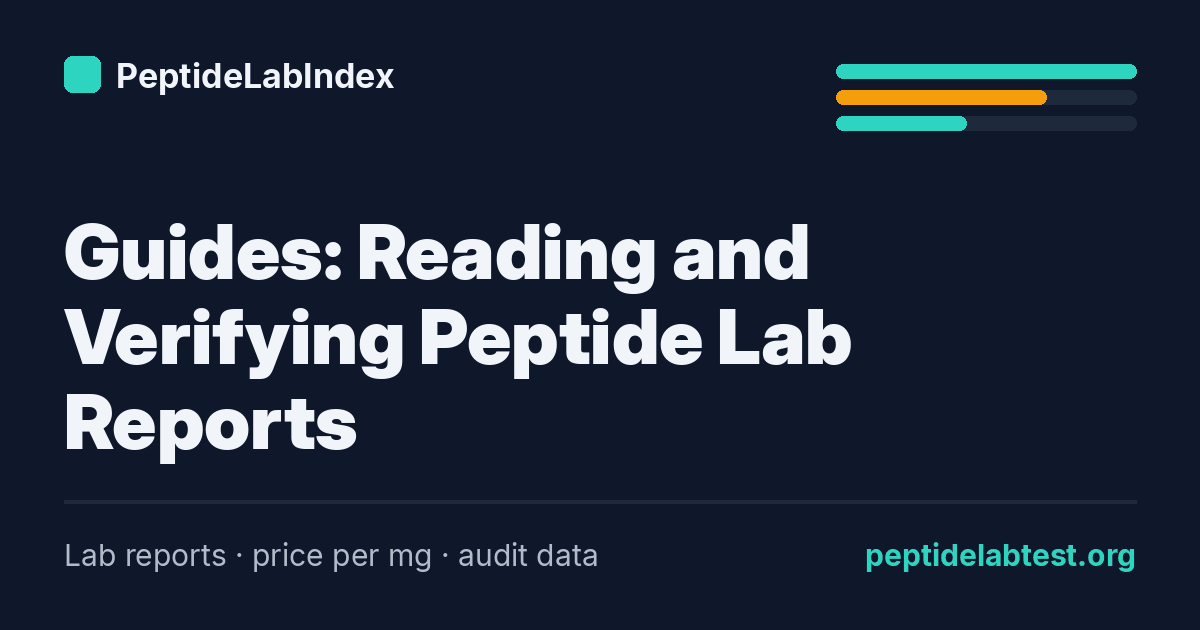 PeptideLabIndex
Guides: Reading and
Verifying Peptide Lab
Reports
Lab reports · price per mg · audit data
peptidelabtest.org